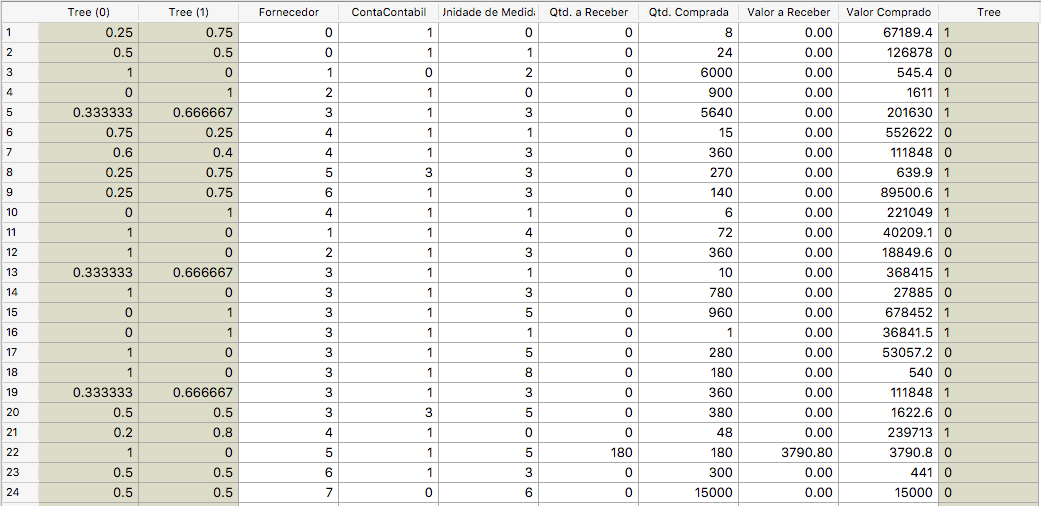 Tree (0) Tree (1) Fornecedor ContaContabil Unidade de Medida Qtd. a Receber Qtd. Comprada Valor a Receber Valor Comprado Tree
1 0.25 0.75 0 1 0 0 8 0.00 67189.4 1
2 0.5 0.5 0 1 1 0 24 0.00 126878 0
3 1 0 1 0 2 0 6000 0.00 545.4 0
4 0 1 2 1 0 0 900 0.00 1611 1
5 0.333333 0.666667 3 1 3 0 5640 0.00 201630 1
6 0.75 0.25 4 1 1 0 15 0.00 552622 0
7 0.6 0.4 4 1 3 0 360 0.00 111848 0
8 0.25 0.75 5 3 3 0 270 0.00 639.9 1
9 0.25 0.75 6 1 3 0 140 0.00 89500.6 1
10 0 1 4 1 1 0 6 0.00 221049 1
11 1 0 1 1 4 0 72 0.00 40209.1 0
12 1 0 2 1 3 0 360 0.00 18849.6 0
13 0.333333 0.666667 3 1 1 0 10 0.00 368415 1
14 1 0 3 1 3 0 780 0.00 27885 0
15 0 1 3 1 5 0 960 0.00 678452 1
16 0 1 3 1 1 0 1 0.00 36841.5 1
17 1 0 3 1 5 0 280 0.00 53057.2 0
18 1 0 3 1 8 0 180 0.00 540 0
19 0.333333 0.666667 3 1 3 0 360 0.00 111848 1
20 0.5 0.5 3 3 5 0 380 0.00 1622.6 0
21 0.2 0.8 4 1 0 0 48 0.00 239713 1
22 1 0 5 1 5 180 180 3790.80 3790.8 0
23 0.5 0.5 6 1 3 0 300 0.00 441 0
24 0.5 0.5 7 0 6 0 15000 0.00 15000 0